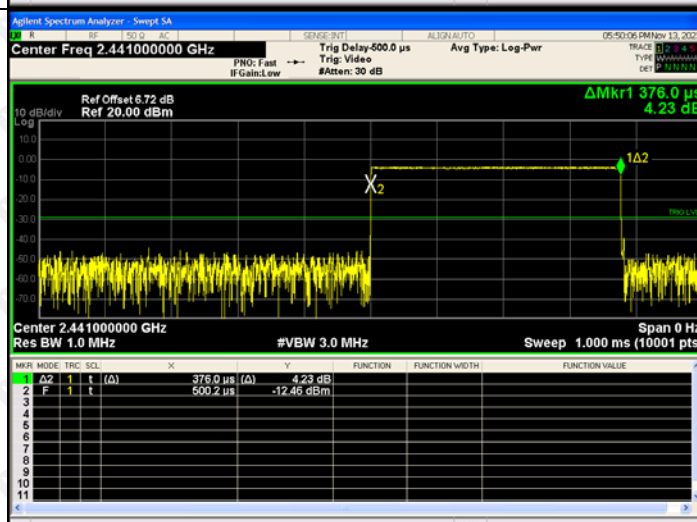 Agilent Spectrum Analyzer - Swept SA
R RF 50 Ω AC SENSE:INT ALIGN AUTO 05:50:06 PM Nov 13, 202
Center Freq 2.441000000 GHz
PNO: Fast
IFGain:Low
Trig Delay-500.0 µs
Trig: Video
#Atten: 30 dB
Avg Type: Log-Pwr
TRACE 1 2 3 4 5
TYPE W
DET P N N N N
Ref Offset 6.72 dB
10 dB/div Ref 20.00 dBm
Log
ΔMkr1 376.0 µs
4.23 dB
10.0
0.00
-10.0
-20.0
-30.0
-40.0
-50.0
-60.0
-70.0
1Δ2
2
TRIG LVL
Center 2.441000000 GHz Span 0 Hz
Res BW 1.0 MHz #VBW 3.0 MHz Sweep 1.000 ms (10001 pts
MKR MODE TRC SCL X Y FUNCTION FUNCTION WIDTH FUNCTION VALUE
1 Δ2 1 t (Δ) 376.0 µs (Δ) 4.23 dB
2 F 1 t 500.2 µs -12.46 dBm
3
4
5
6
7
8
9
10
11